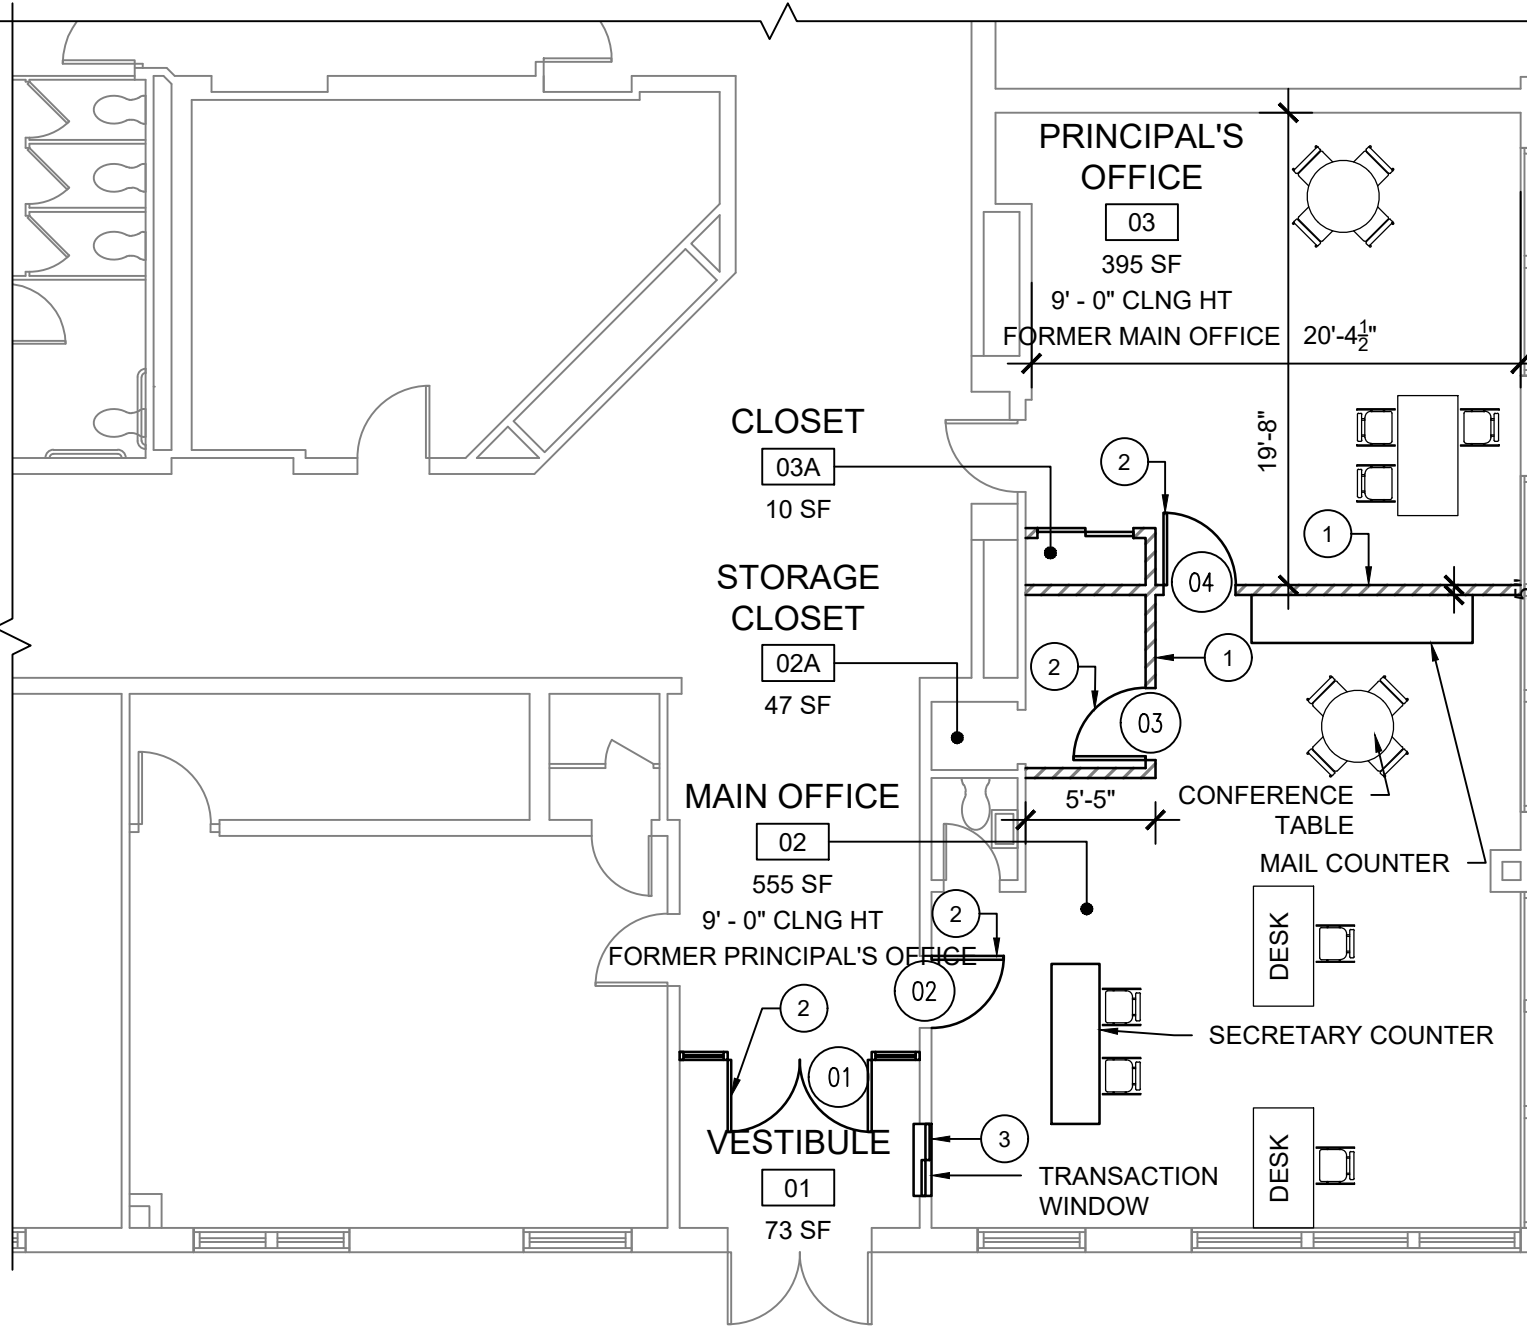 PRINCIPAL'S
OFFICE
03
395 SF
9' - 0" CLNG HT
FORMER MAIN OFFICE
20'-4½"
19'-8"
CLOSET
03A
10 SF
2
1
04
5"
STORAGE
CLOSET
02A
47 SF
2
1
03
MAIN OFFICE
02
555 SF
9' - 0" CLNG HT
FORMER PRINCIPAL'S OFFICE
5'-5"
CONFERENCE
TABLE
MAIL COUNTER
2
02
DESK
SECRETARY COUNTER
2
01
VESTIBULE
01
73 SF
3
TRANSACTION
WINDOW
DESK